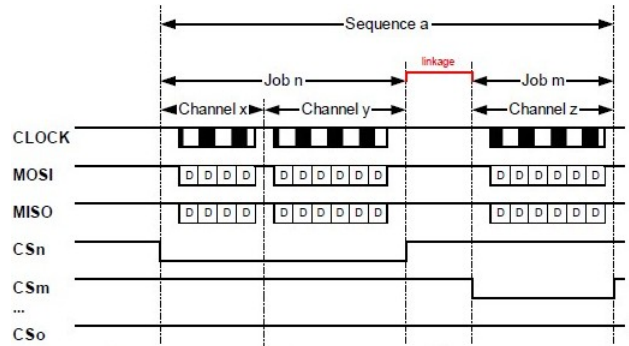 Sequence a
linkage
Job n Job m
Channel x Channel y Channel z
CLOCK
MOSI D D D D D D D D D D D D D D D D
MISO D D D D D D D D D D D D D D D D
CSn
CSm
...
CSo